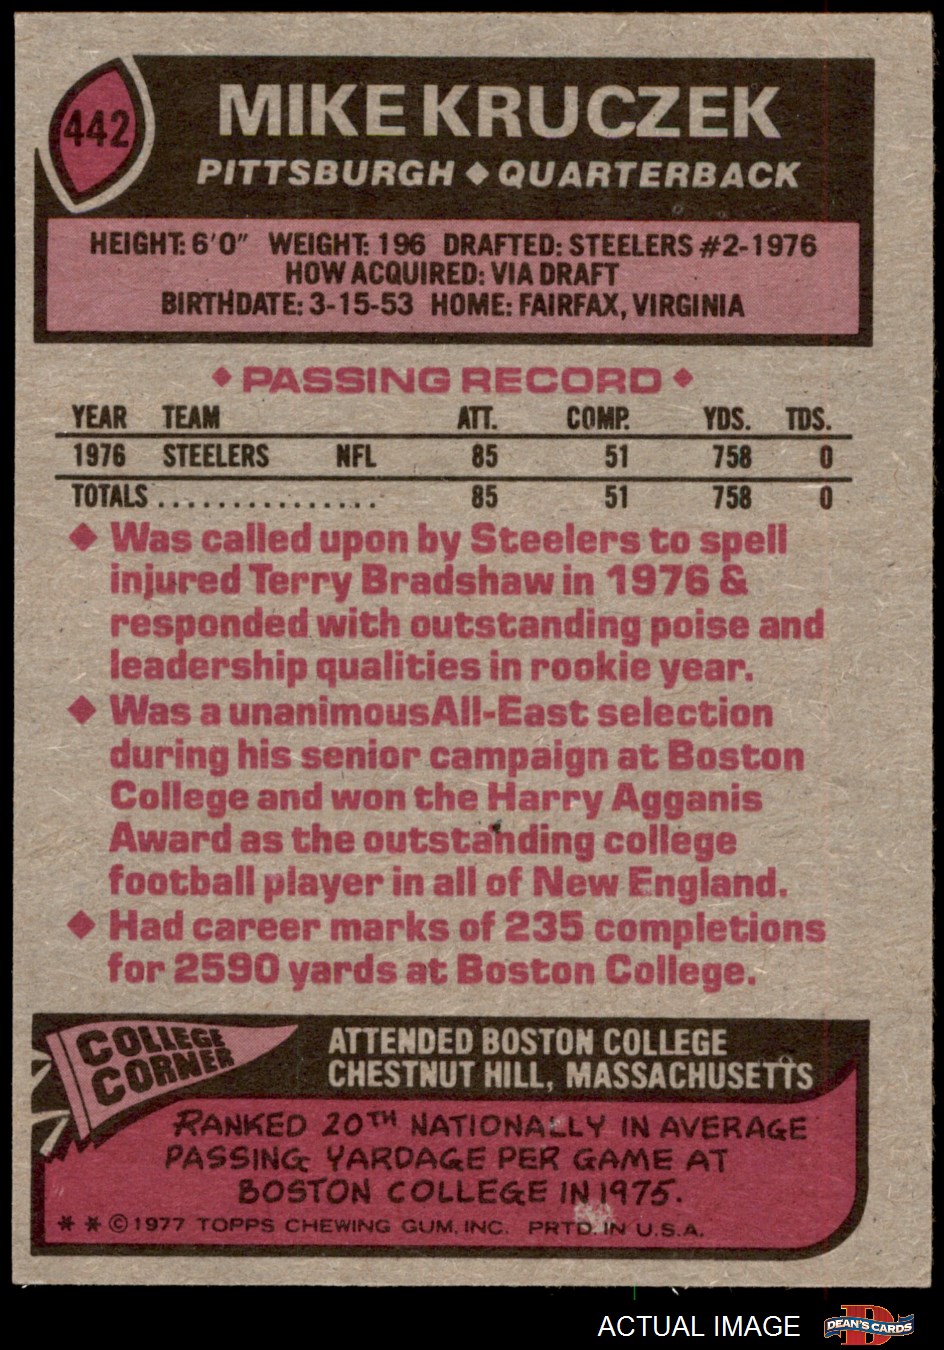 442
MIKE KRUCZEK
PITTSBURGH ◆ QUARTERBACK
HEIGHT: 6'0" WEIGHT: 196 DRAFTED: STEELERS #2-1976
HOW ACQUIRED: VIA DRAFT
BIRTHDATE: 3-15-53 HOME: FAIRFAX, VIRGINIA
◆ PASSING RECORD ◆
YEAR TEAM ATT. COMP. YDS. TDS.
1976 STEELERS NFL 85 51 758 0
TOTALS ................ 85 51 758 0
◆ Was called upon by Steelers to spell
injured Terry Bradshaw in 1976 &
responded with outstanding poise and
leadership qualities in rookie year.
◆ Was a unanimous All-East selection
during his senior campaign at Boston
College and won the Harry Agganis
Award as the outstanding college
football player in all of New England.
◆ Had career marks of 235 completions
for 2590 yards at Boston College.
COLLEGE
CORNER
ATTENDED BOSTON COLLEGE
CHESTNUT HILL, MASSACHUSETTS
RANKED 20TH NATIONALLY IN AVERAGE
PASSING YARDAGE PER GAME AT
BOSTON COLLEGE IN 1975.
* * © 1977 TOPPS CHEWING GUM, INC. PRTD. IN U.S.A.
ACTUAL IMAGE
D
DEAN'S CARDS